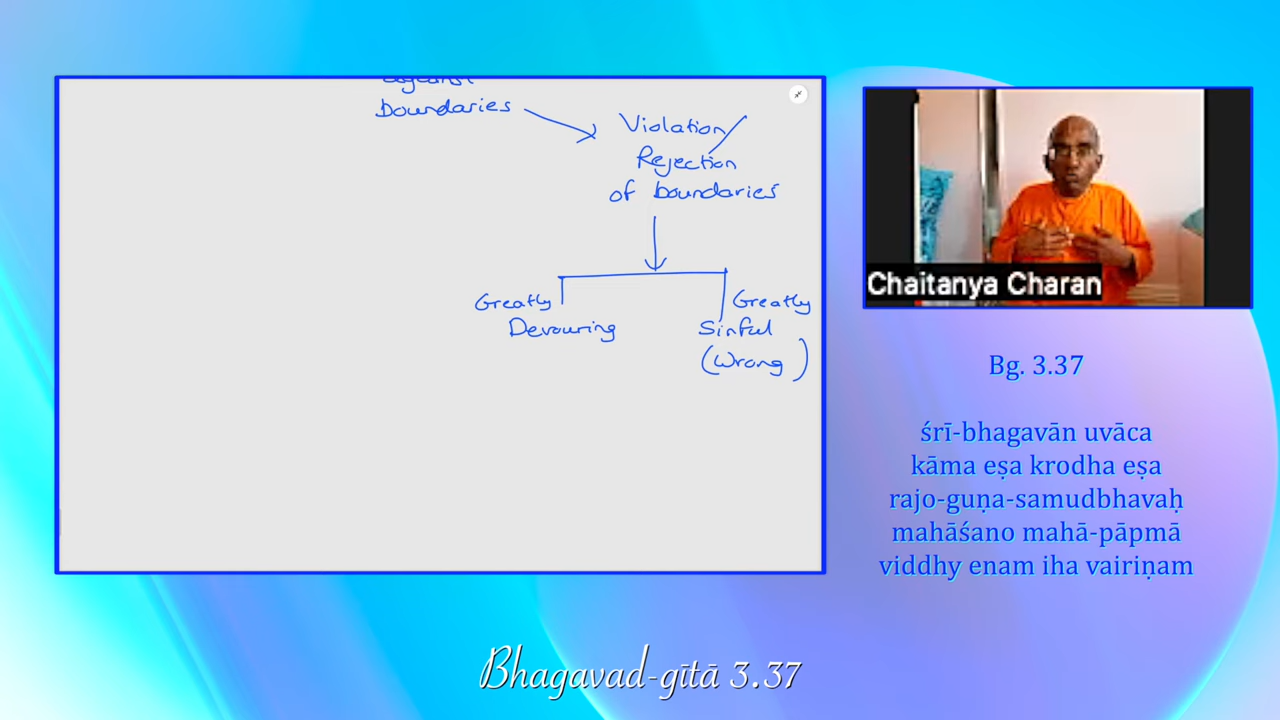 boundaries
Violation/
Rejection
of boundaries
Greatly
Devouring
Greatly
Sinful
(Wrong)
Chaitanya Charan
Bg. 3.37
śrī-bhagavān uvāca
kāma eṣa krodha eṣa
rajo-guṇa-samudbhavaḥ
mahāśano mahā-pāpmā
viddhy enam iha vairiṇam
Bhagavad-gītā 3.37